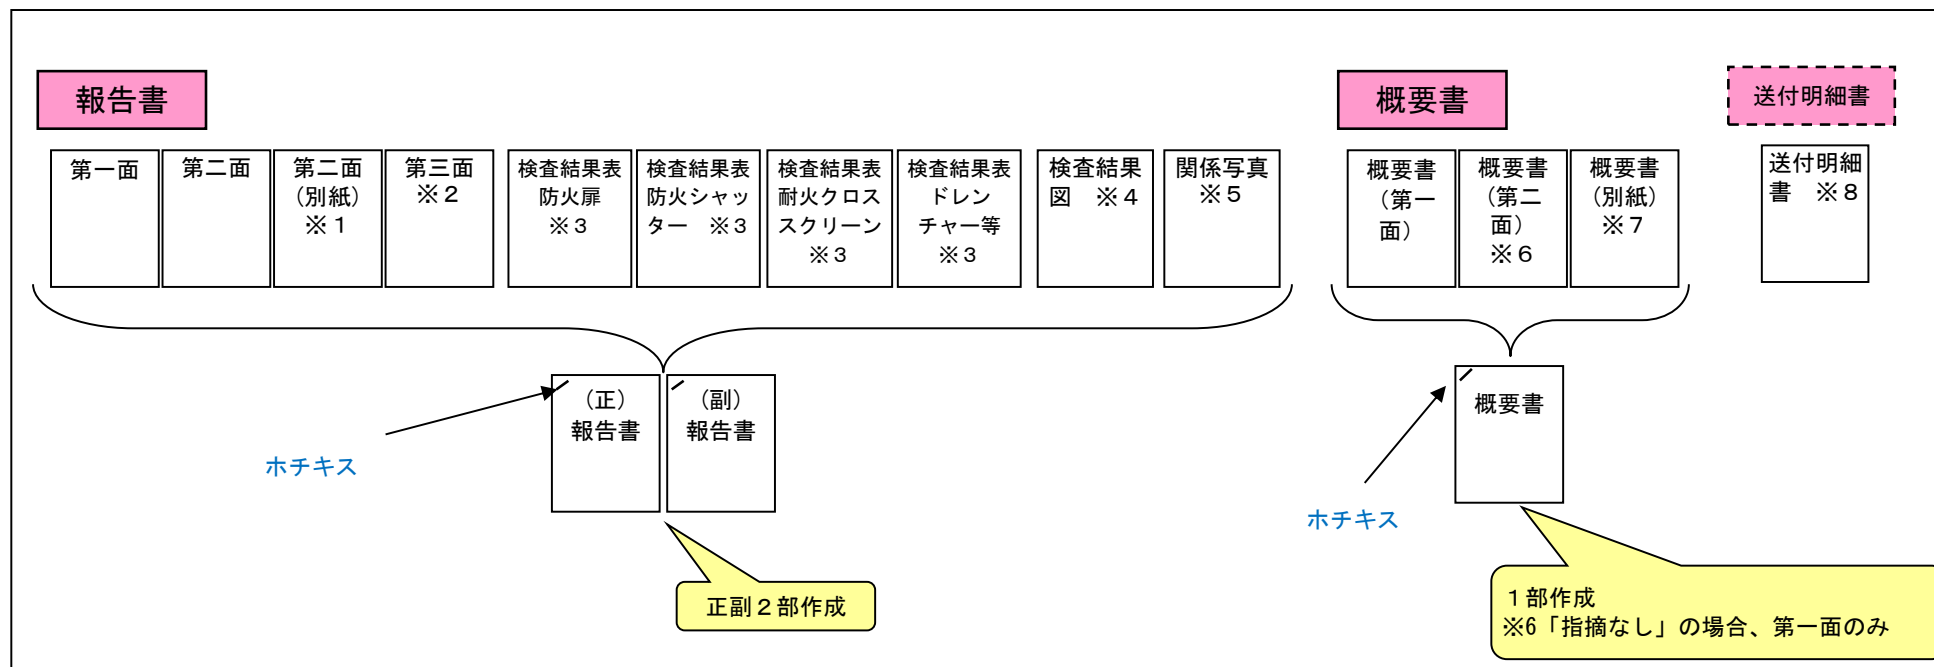 報告書
概要書
送付明細書
第一面
第二面
第二面
(別紙)
※１
第三面
※２
検査結果表
防火扉
※３
検査結果表
防火シャッ
ター　※３
検査結果表
耐火クロス
スクリーン
※３
検査結果表
ドレン
チャー等
※３
検査結果
図　※４
関係写真
※５
概要書
（第一
面）
概要書
(第二
面)
※６
概要書
(別紙)
※７
送付明細
書　※８
（正）
報告書
（副）
報告書
概要書
ホチキス
ホチキス
正副２部作成
１部作成
※6「指摘なし」の場合、第一面のみ